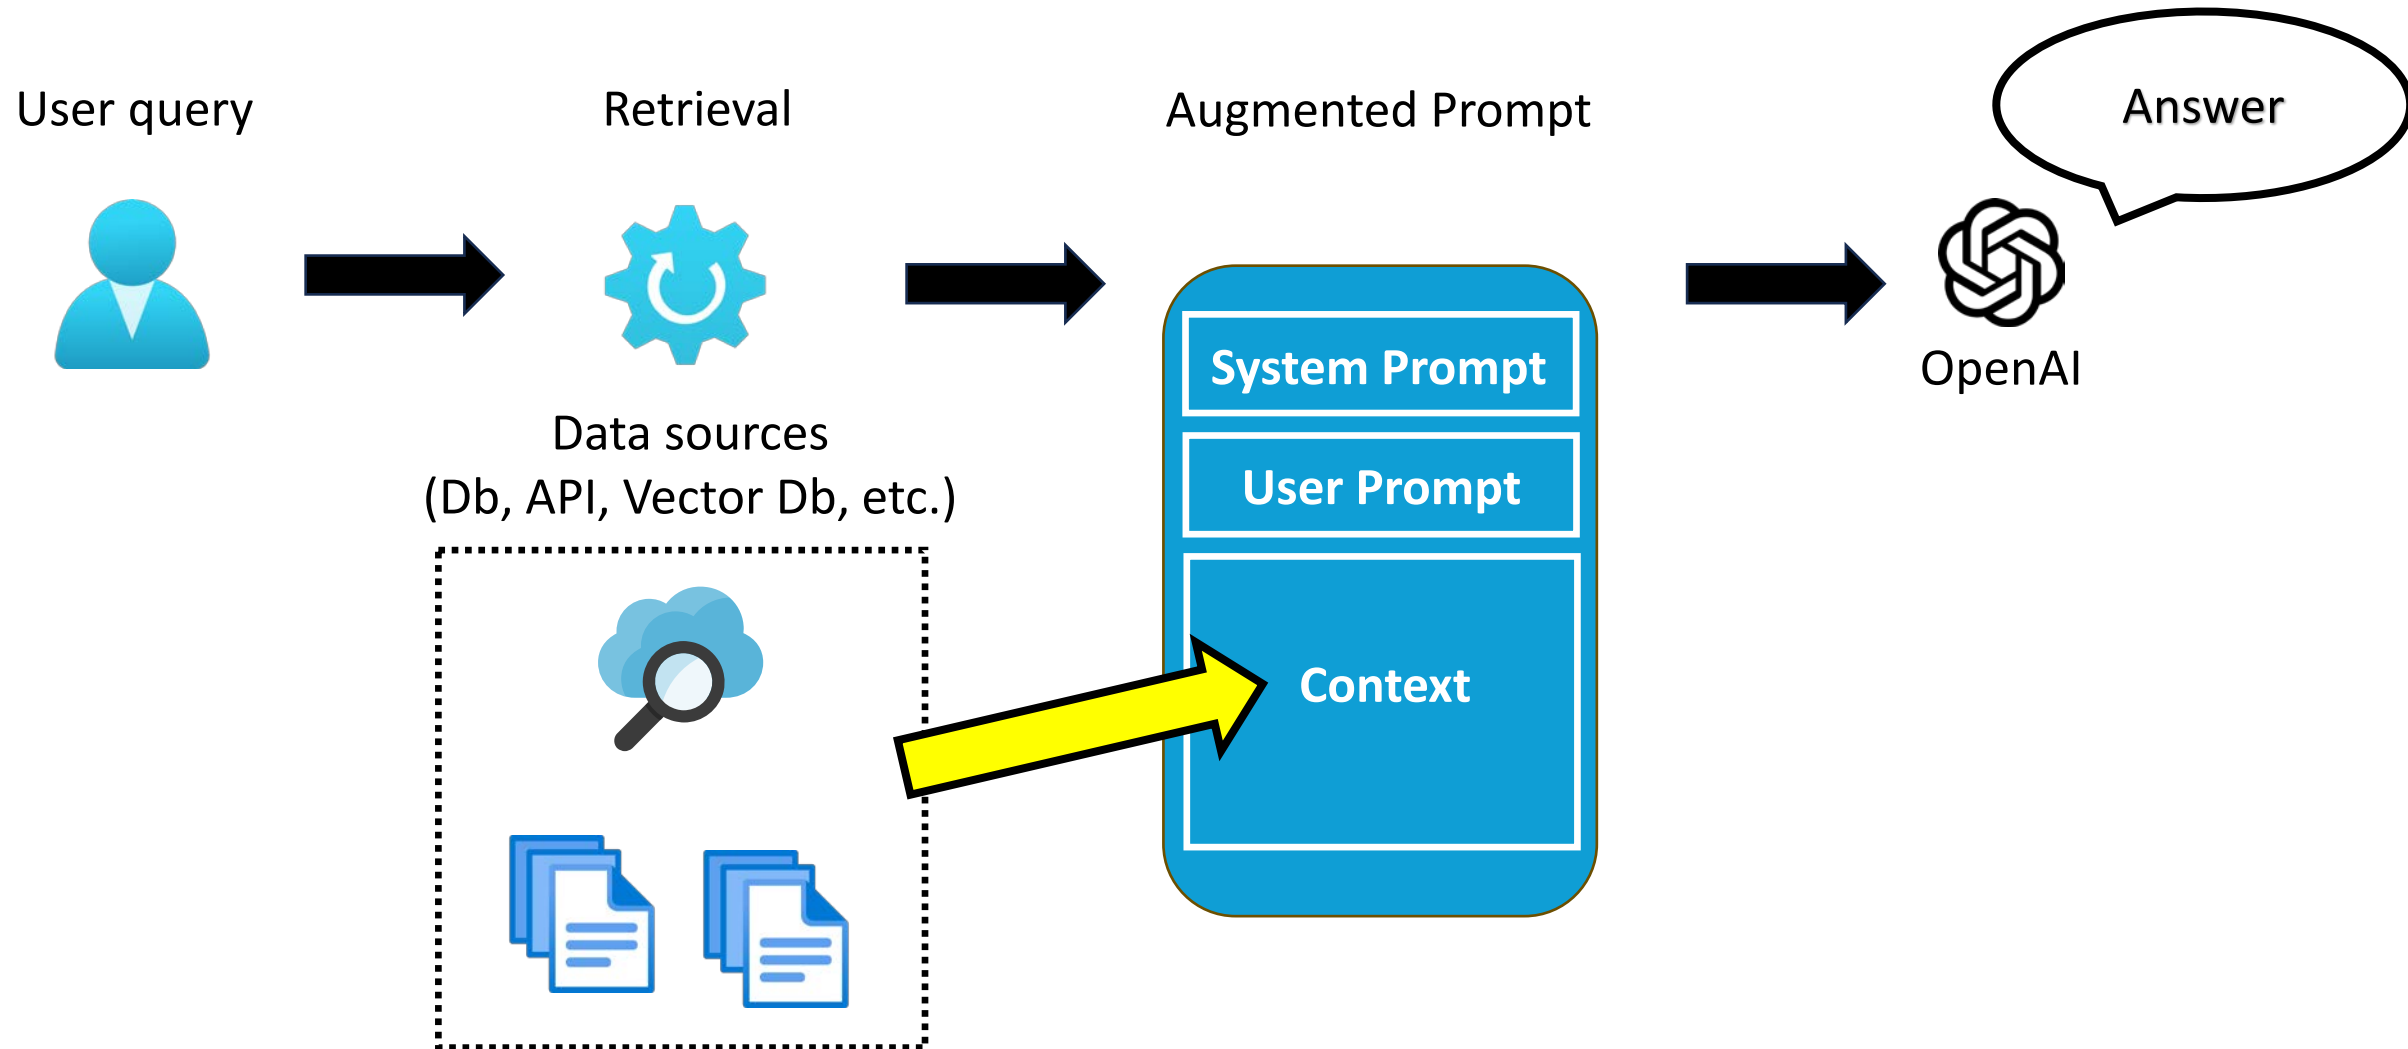 User query
Retrieval
Augmented Prompt
Answer
System Prompt
OpenAI
Data sources
(Db, API, Vector Db, etc.)
User Prompt
Context